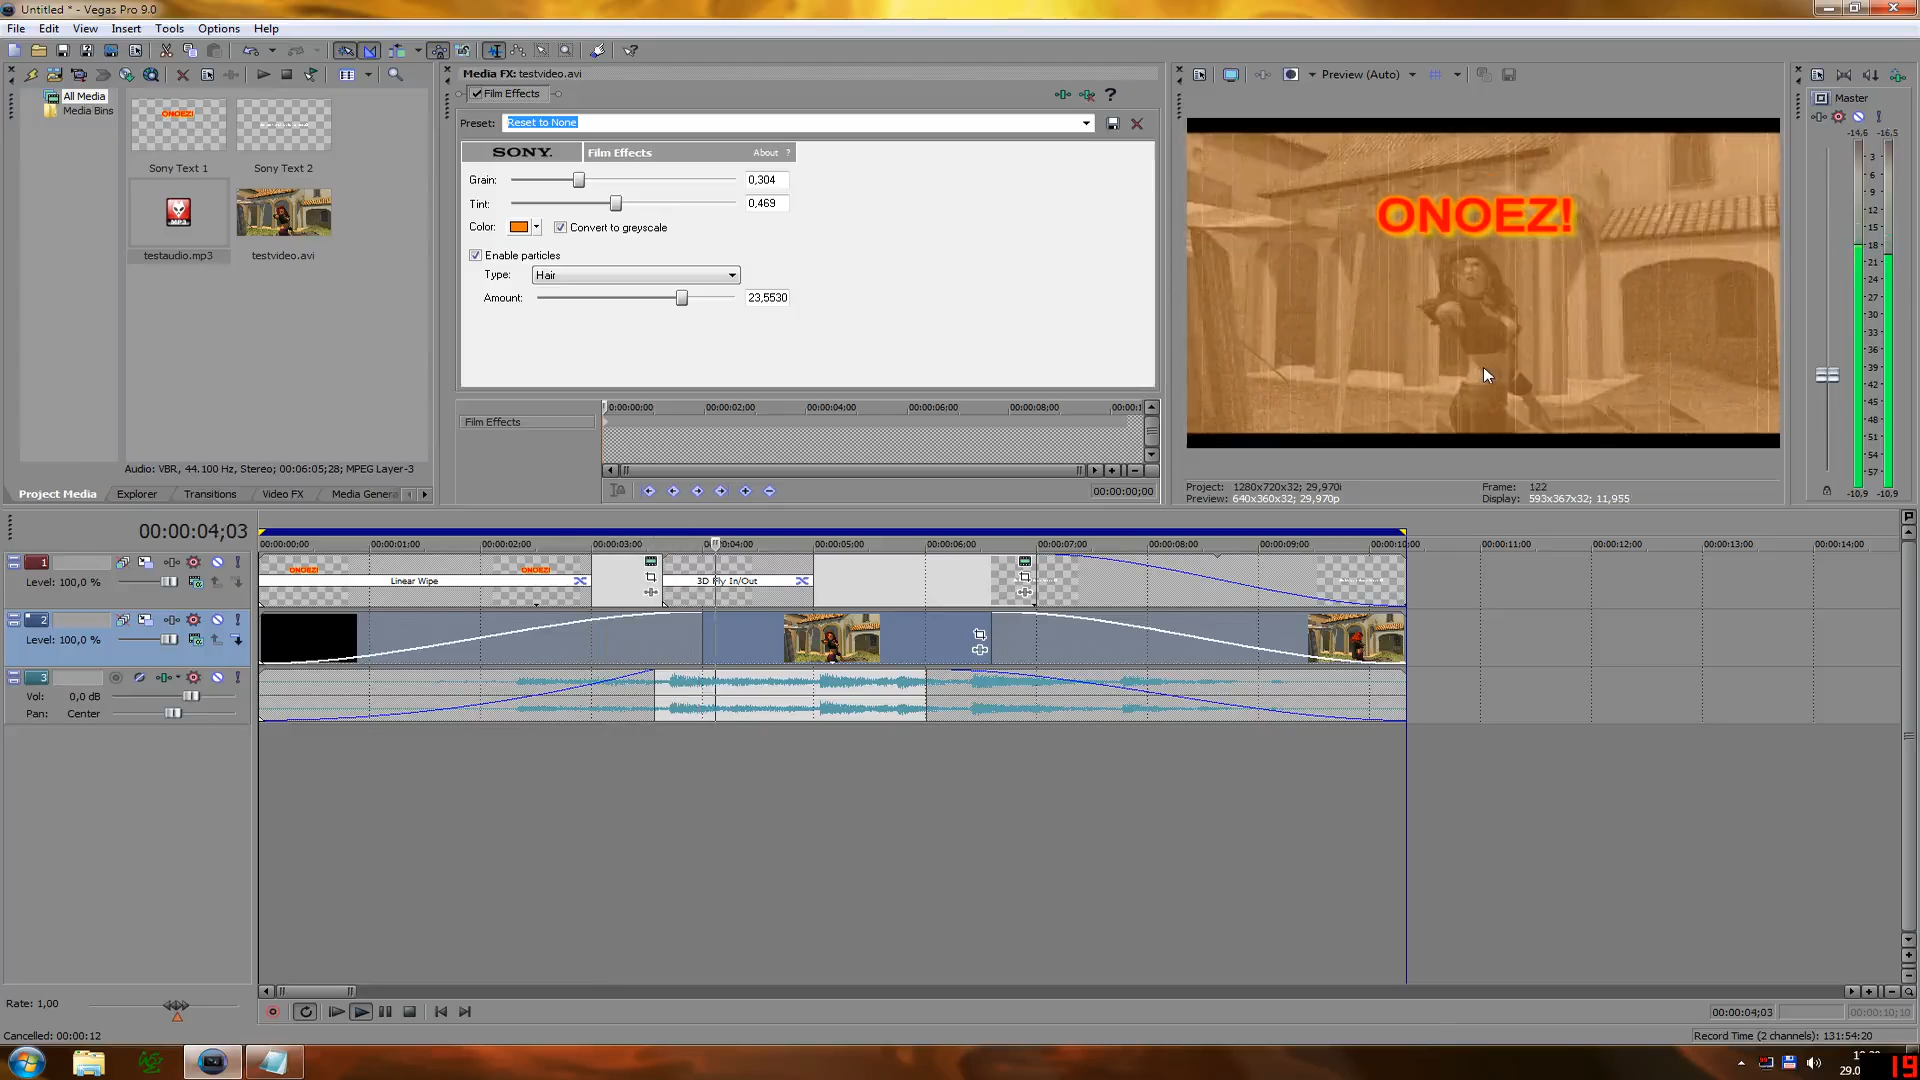 Untitled * - Vegas Pro 9.0
File Edit View Insert Tools Options Help
All Media
Media Bins
ONOEZ!
Sony Text 1
Sony Text 2
MP3
testaudio.mp3
testvideo.avi
Audio: VBR, 44.100 Hz, Stereo; 00:06:05;28; MPEG Layer-3
Project Media Explorer Transitions Video FX Media Genera
Media FX: testvideo.avi
Film Effects
Preset: Reset to None
SONY. Film Effects About ?
Grain: 0,304
Tint: 0,469
Color: Convert to greyscale
Enable particles
Type: Hair
Amount: 23,5530
0:00:00:00 00:00:02;00 00:00:04;00 00:00:06;00 00:00:08;00 00:00:1
Film Effects
00:00:00;00
Preview (Auto)
ONOEZ!
Project: 1280x720x32; 29,970i
Preview: 640x360x32; 29,970p
Frame: 122
Display: 593x367x32; 11,955
Master
-14,6 -16,5
3
6
9
12
15
18
21
24
27
30
33
36
39
42
45
48
51
54
57
-10,9 -10,9
00:00:04;03
00:00:00;00 00:00:01;00 00:00:02;00 00:00:03;00 00:00:04;00 00:00:05;00 00:00:06;00 00:00:07;00 00:00:08;00 00:00:09;00 00:00:10;00 00:00:11;00 00:00:12;00 00:00:13;00 00:00:14;00
1
Level: 100,0 %
ONOEZ! ONOEZ!
Linear Wipe 3D Fly In/Out
2
Level: 100,0 %
3
Vol: 0,0 dB
Pan: Center
Rate: 1,00
00:00:04;03 00:00:10;10
Cancelled: 00:00:12
Record Time (2 channels): 131:54:20
29.0
19